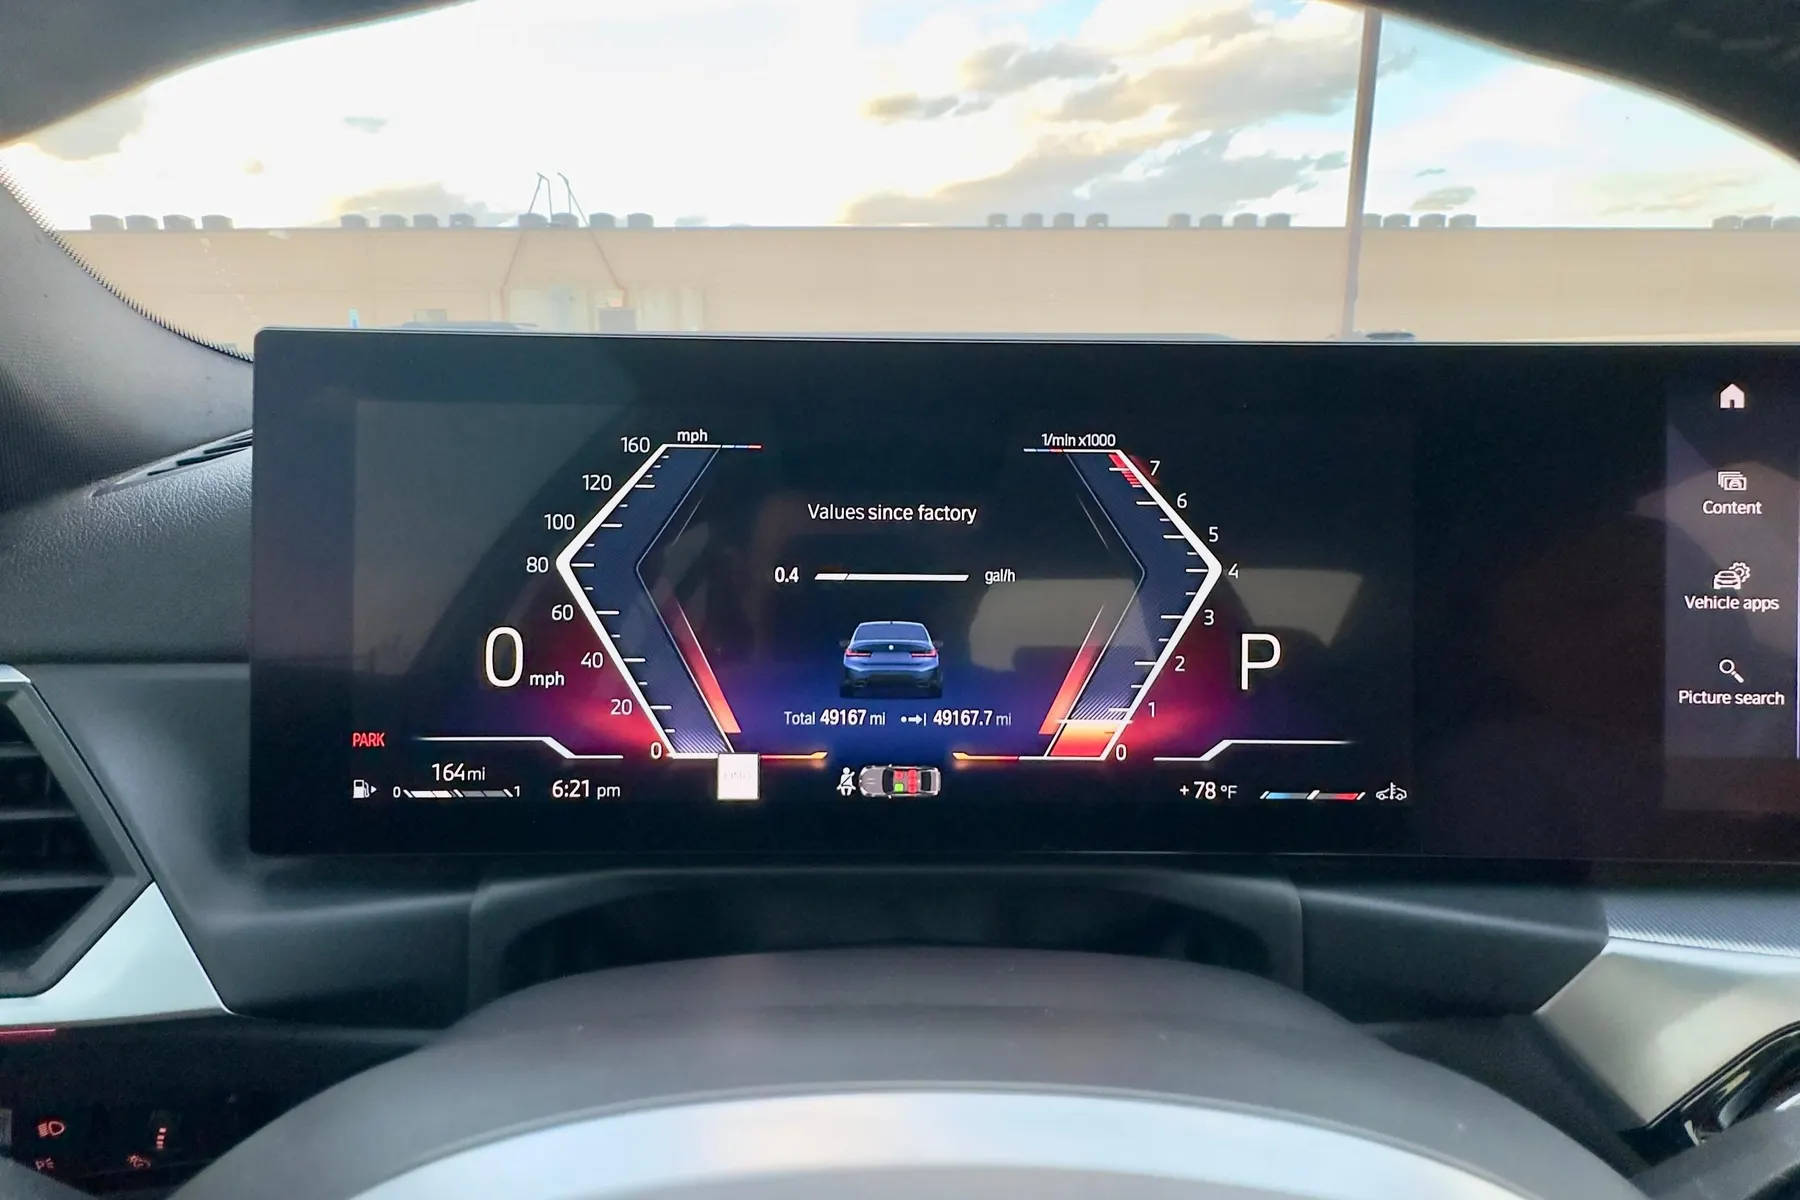 160 mph
120
100
80
60
40
20
0
0 mph
PARK
164 mi
0 1
6:21 pm
Values since factory
0.4 gal/h
Total 49167 mi 49167.7 mi
1/min x1000
7
6
5
4
3
2
1
0
P
+78 °F
Content
Vehicle apps
Picture search